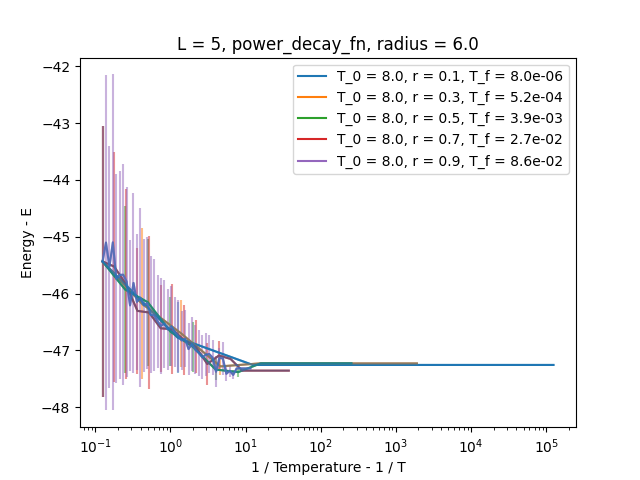 L = 5, power_decay_fn, radius = 6.0
T_0 = 8.0, r = 0.1, T_f = 8.0e-06
T_0 = 8.0, r = 0.3, T_f = 5.2e-04
T_0 = 8.0, r = 0.5, T_f = 3.9e-03
T_0 = 8.0, r = 0.7, T_f = 2.7e-02
T_0 = 8.0, r = 0.9, T_f = 8.6e-02
Energy - E
−42
−43
−44
−45
−46
−47
−48
10⁻¹ 10⁰ 10¹ 10² 10³ 10⁴ 10⁵
1 / Temperature - 1 / T